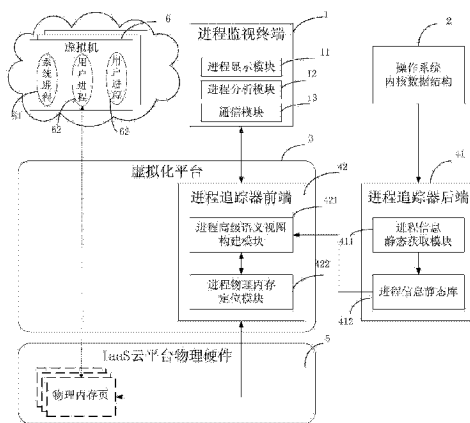 6
虚拟机
系统进程
用户进程
用户进程
61
62
63
1
进程监视终端
11
进程显示模块
12
进程分析模块
13
通信模块
2
操作系统
内核数据结构
3
虚拟化平台
42
进程追踪器前端
421
进程高级语义视图
构建模块
422
进程物理内存
定位模块
41
进程追踪器后端
411
进程信息
静态获取模块
进程信息静态库
412
IaaS云平台物理硬件
5
物理内存页